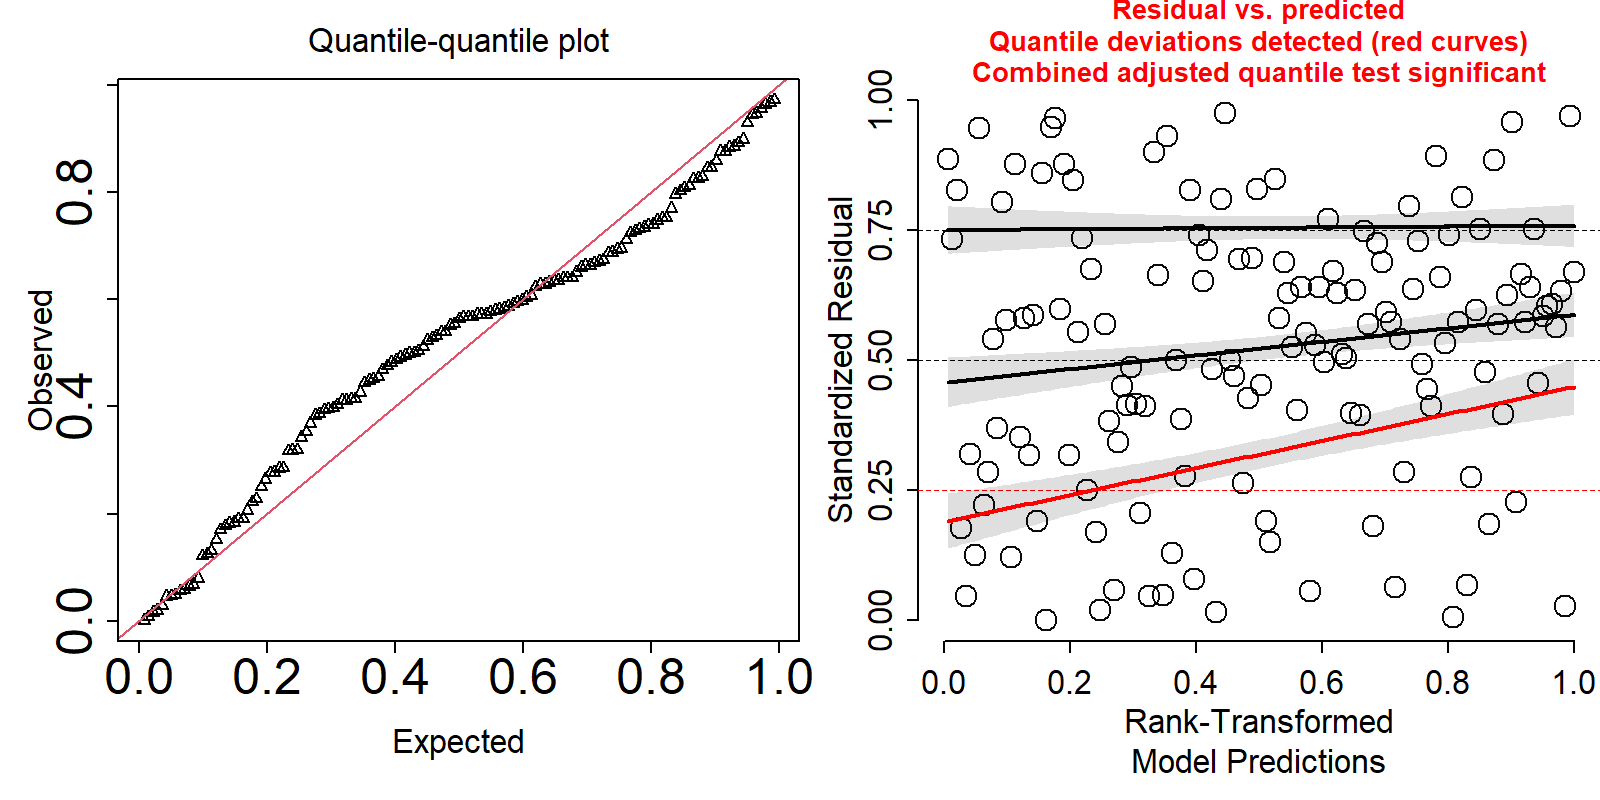 Quantile-quantile plot
Observed
0.0 0.4 0.8
0.0 0.2 0.4 0.6 0.8 1.0
Expected
Residual vs. predicted
Quantile deviations detected (red curves)
Combined adjusted quantile test significant
Standardized Residual
0.00 0.25 0.50 0.75 1.00
0.0 0.2 0.4 0.6 0.8 1.0
Rank-Transformed
Model Predictions